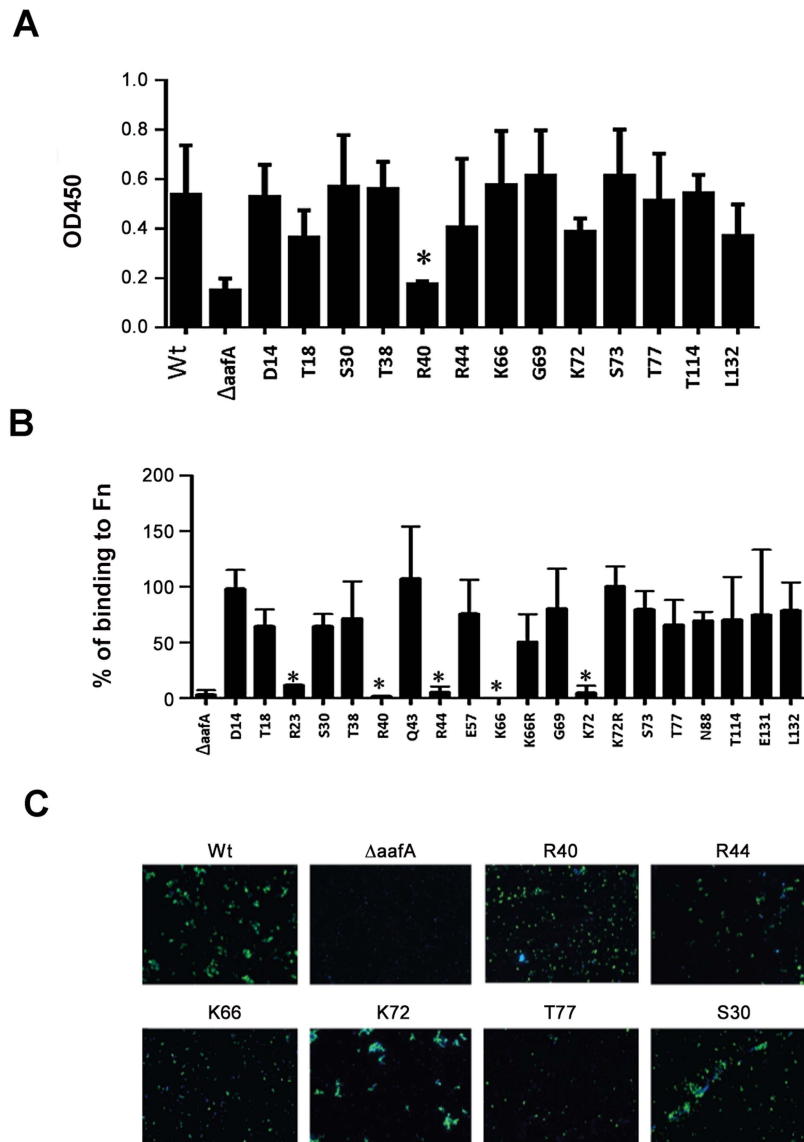 A
OD450
1.0
0.8
0.6
0.4
0.2
0.0
*
Wt
ΔaafA
D14
T18
S30
T38
R40
R44
K66
G69
K72
S73
T77
T114
L132
B
% of binding to Fn
200
150
100
50
0
* * * * *
ΔaafA
D14
T18
R23
S30
T38
R40
Q43
R44
E57
K66
K66R
G69
K72
K72R
S73
T77
N88
T114
E131
L132
C
Wt ΔaafA R40 R44
K66 K72 T77 S30